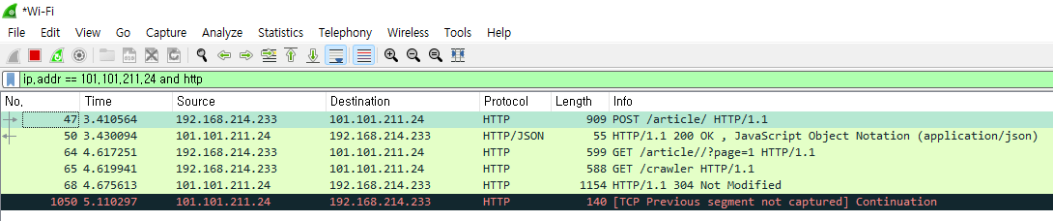 *Wi-Fi
File Edit View Go Capture Analyze Statistics Telephony Wireless Tools Help
ip,addr == 101,101,211,24 and http
No. Time Source Destination Protocol Length Info
47 3.410564 192.168.214.233 101.101.211.24 HTTP 909 POST /article/ HTTP/1.1
50 3.430094 101.101.211.24 192.168.214.233 HTTP/JSON 55 HTTP/1.1 200 OK , JavaScript Object Notation (application/json)
64 4.617251 192.168.214.233 101.101.211.24 HTTP 599 GET /article//?page=1 HTTP/1.1
65 4.619941 192.168.214.233 101.101.211.24 HTTP 588 GET /crawler HTTP/1.1
68 4.675613 101.101.211.24 192.168.214.233 HTTP 1154 HTTP/1.1 304 Not Modified
1050 5.110297 101.101.211.24 192.168.214.233 HTTP 140 [TCP Previous segment not captured] Continuation